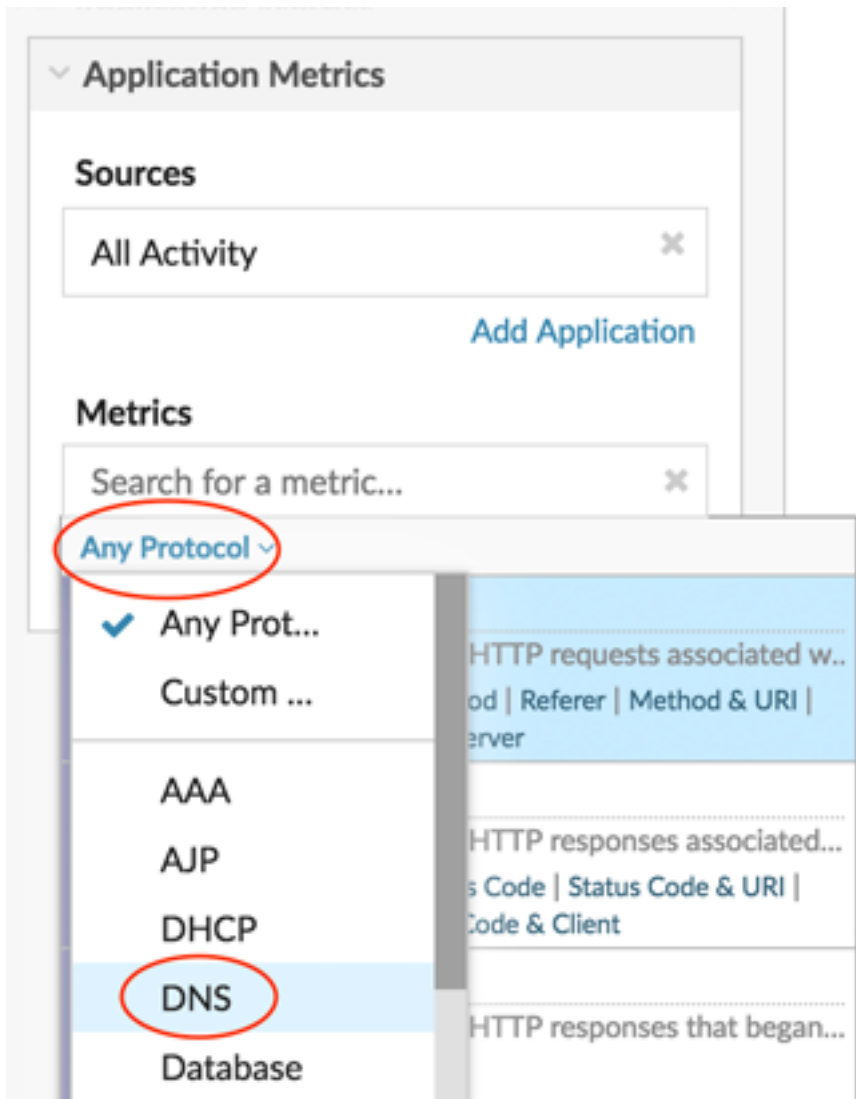 Application Metrics
Sources
All Activity
Add Application
Metrics
Search for a metric...
Any Protocol
Any Prot...
HTTP requests associated w..
Custom ...
od | Referer | Method & URI |
erver
AAA
HTTP responses associated...
AJP
s Code | Status Code & URI |
Code & Client
DHCP
DNS
HTTP responses that began...
Database